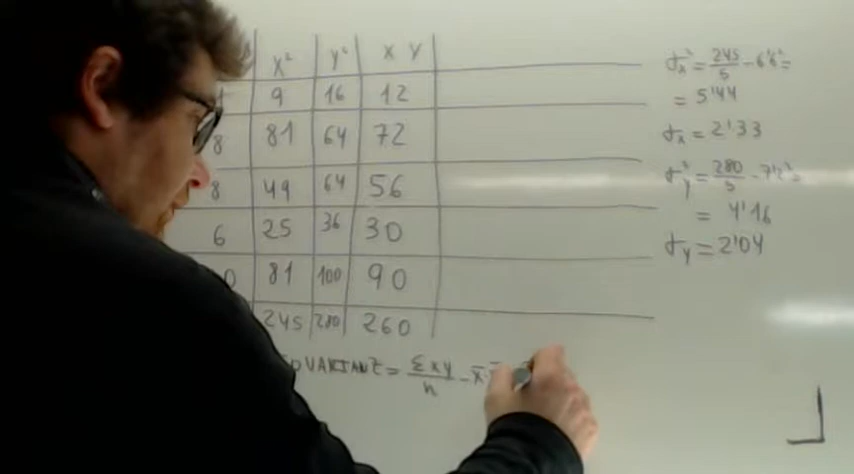 X² Y² X Y
9 16 12
8 81 64 72
8 49 64 56
6 25 36 30
0 81 100 90
245 280 260
OVARIANZ = Σxy/n - x̄·
σx² = 245/5 - 6'6² =
= 5'44
σx = 2'33
σy² = 280/5 - 7'2² =
= 4'16
σy = 2'04